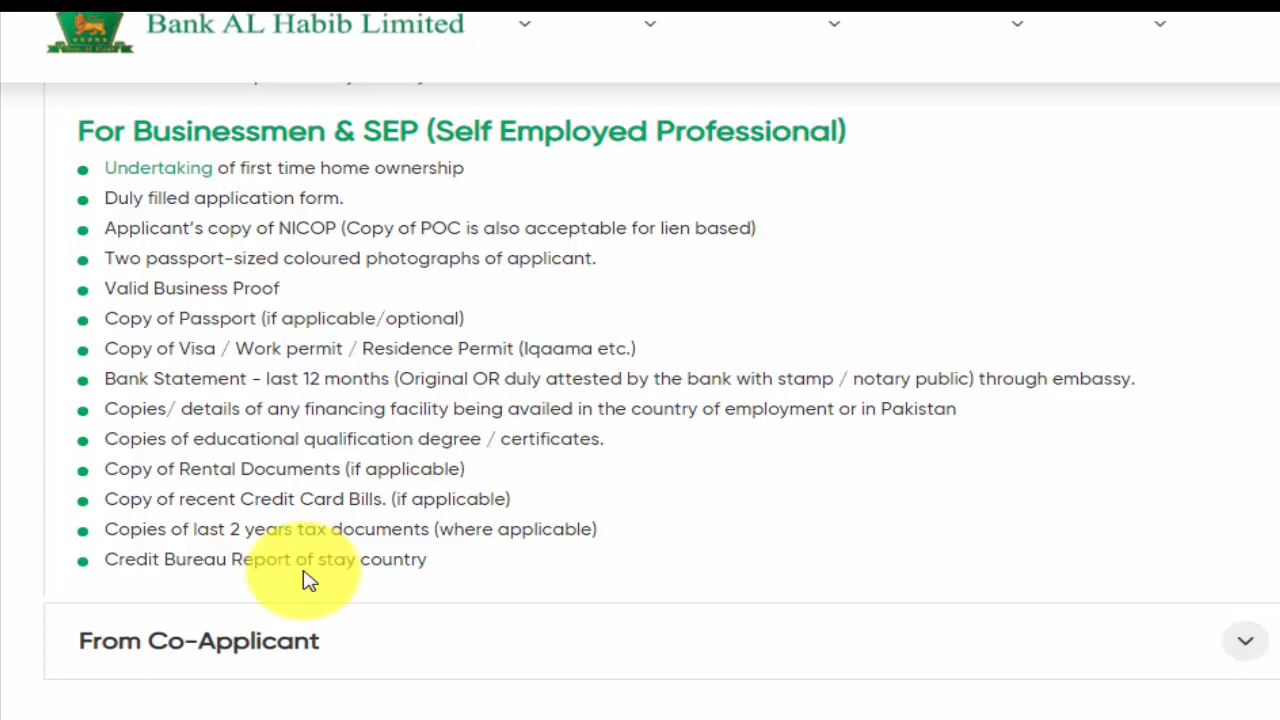 Bank AL Habib Limited
For Businessmen & SEP (Self Employed Professional)
Undertaking of first time home ownership
Duly filled application form.
Applicant's copy of NICOP (Copy of POC is also acceptable for lien based)
Two passport-sized coloured photographs of applicant.
Valid Business Proof
Copy of Passport (if applicable/optional)
Copy of Visa / Work permit / Residence Permit (Iqaama etc.)
Bank Statement - last 12 months (Original OR duly attested by the bank with stamp / notary public) through embassy.
Copies/ details of any financing facility being availed in the country of employment or in Pakistan
Copies of educational qualification degree / certificates.
Copy of Rental Documents (if applicable)
Copy of recent Credit Card Bills. (if applicable)
Copies of last 2 years tax documents (where applicable)
Credit Bureau Report of stay country
From Co-Applicant